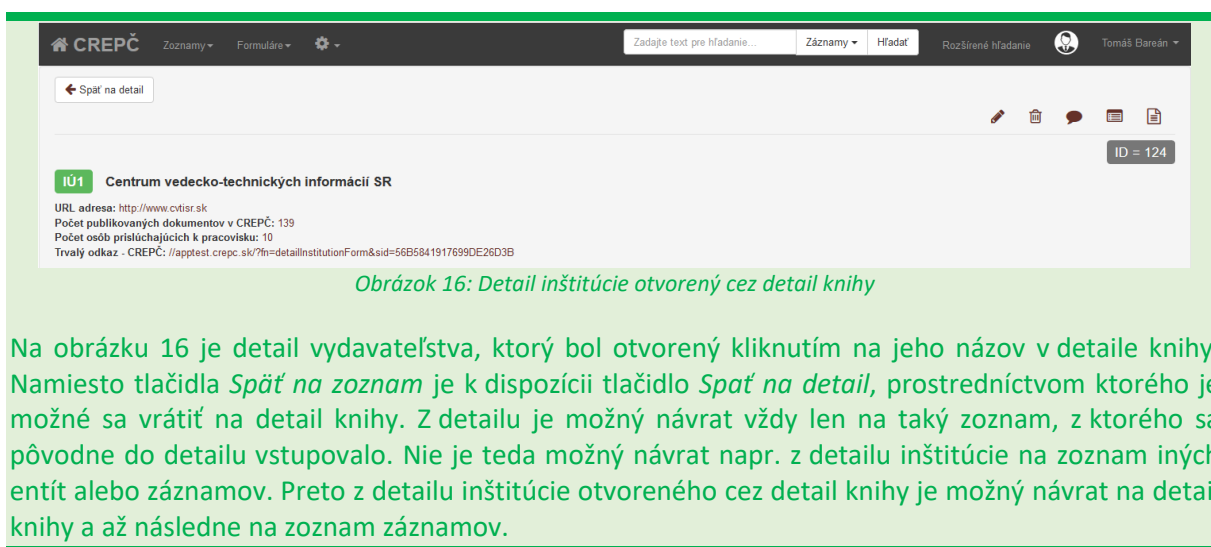 CREPČ Zoznamy Formuláre Zadajte text pre hľadanie... Záznamy Hľadať Rozšírené hľadanie Tomáš Bareán
Späť na detail
ID = 124
IÚ1 Centrum vedecko-technických informácií SR
URL adresa: http://www.cvtisr.sk
Počet publikovaných dokumentov v CREPČ: 139
Počet osôb prislúchajúcich k pracovisku: 10
Trvalý odkaz - CREPČ: //apptest.crepc.sk/?fn=detailInstitutionForm&sid=56B5841917699DE26D3B
Obrázok 16: Detail inštitúcie otvorený cez detail knihy
Na obrázku 16 je detail vydavateľstva, ktorý bol otvorený kliknutím na jeho názov v detaile knihy
Namiesto tlačidla Späť na zoznam je k dispozícii tlačidlo Spať na detail, prostredníctvom ktorého je
možné sa vrátiť na detail knihy. Z detailu je možný návrat vždy len na taký zoznam, z ktorého sa
pôvodne do detailu vstupovalo. Nie je teda možný návrat napr. z detailu inštitúcie na zoznam iných
entít alebo záznamov. Preto z detailu inštitúcie otvoreného cez detail knihy je možný návrat na detai
knihy a až následne na zoznam záznamov.